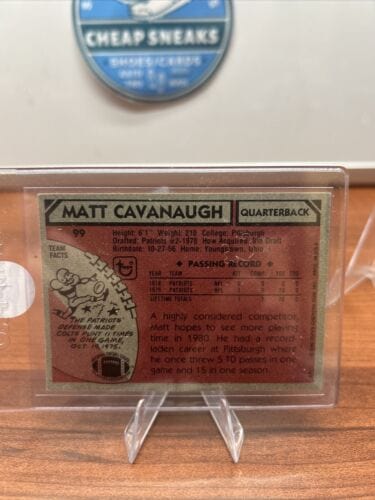 CHEAP SNEAKS
SHOES/CARDS
MATT CAVANAUGH QUARTERBACK
99
Height: 6'1" Weight: 210 College: Pittsburgh
Drafted: Patriots #2-1978 How Acquired: Via Draft
Birthdate: 10-27-56 Home: Youngstown, Ohio
TEAM
FACTS
PASSING RECORD
YEAR TEAM
1978 PATRIOTS NFL
1979 PATRIOTS NFL
LIFETIME TOTALS
THE PATRIOTS'
DEFENSE MADE
COLTS PUNT 11 TIMES
IN ONE GAME,
OCT. 19, 1975.
A highly considered competitor,
Matt hopes to see more playing
time in 1980. He had a record-
laden career at Pittsburgh where
he once threw 5 TD passes in one
game and 15 in one season.